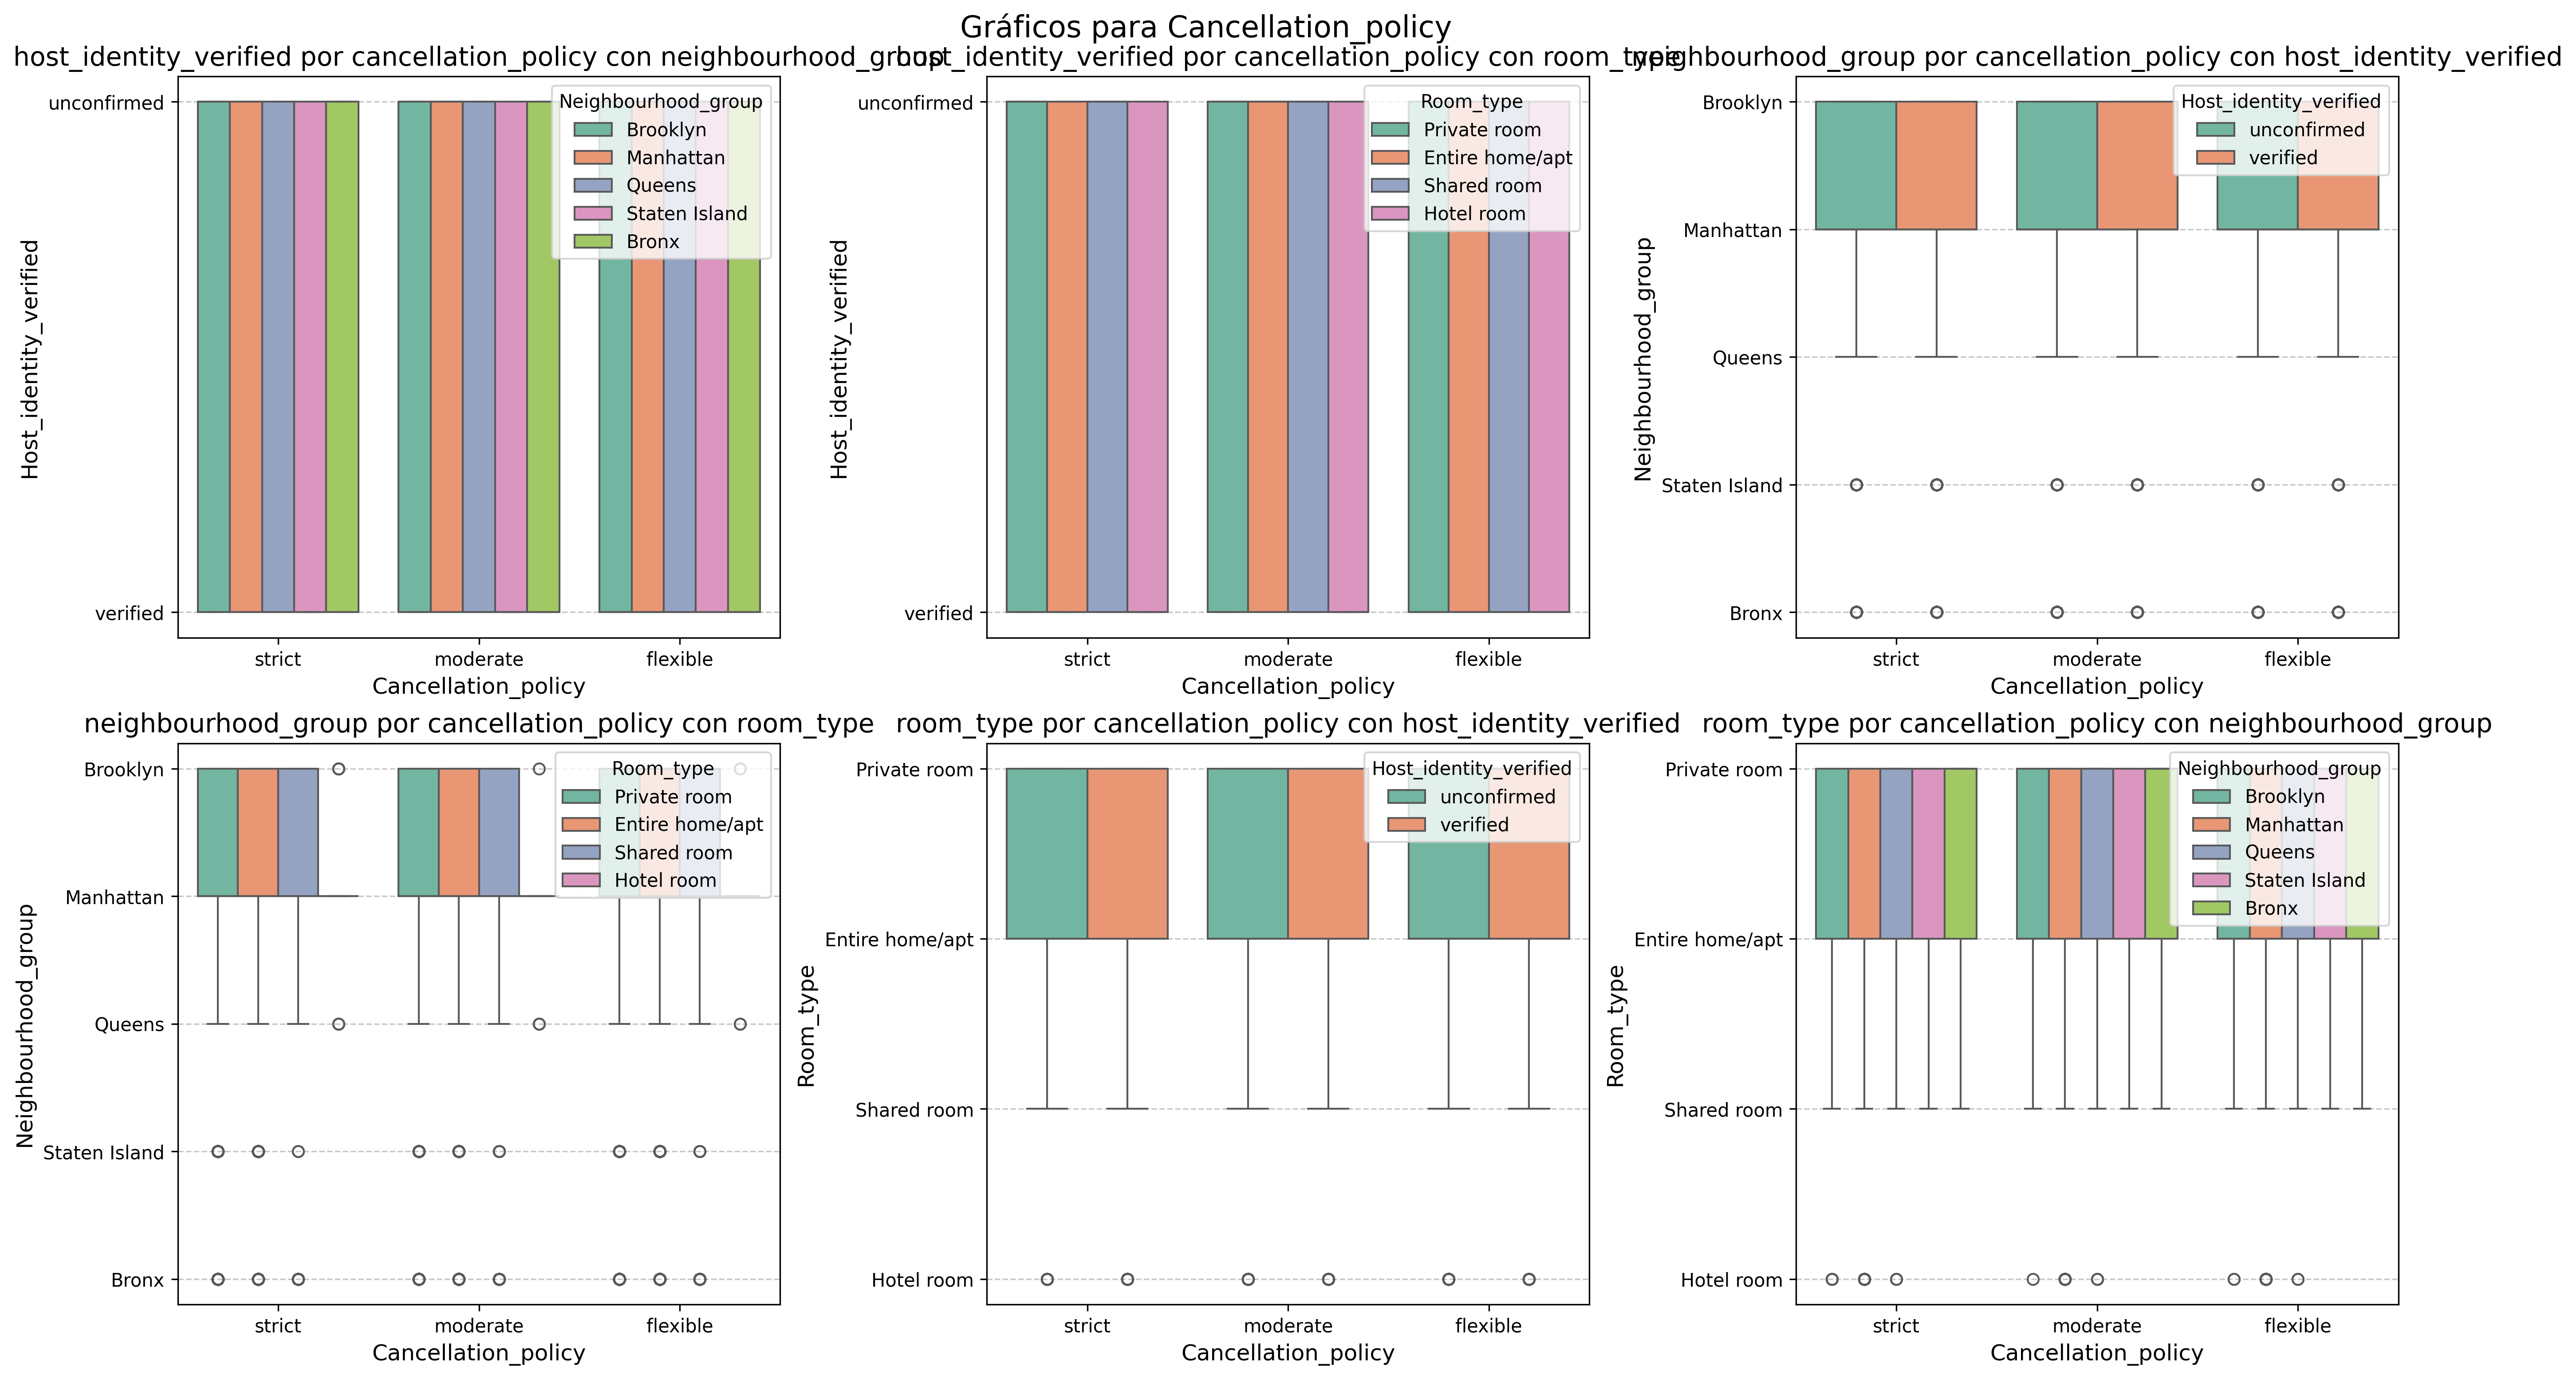 Gráficos para Cancellation_policy
host_identity_verified por cancellation_policy con neighbourhood_group
unconfirmed
verified
Host_identity_verified
Neighbourhood_group
Brooklyn
Manhattan
Queens
Staten Island
Bronx
strict
moderate
flexible
Cancellation_policy
host_identity_verified por cancellation_policy con room_type
unconfirmed
verified
Host_identity_verified
Room_type
Private room
Entire home/apt
Shared room
Hotel room
strict
moderate
flexible
Cancellation_policy
neighbourhood_group por cancellation_policy con host_identity_verified
Brooklyn
Manhattan
Queens
Staten Island
Bronx
Neighbourhood_group
Host_identity_verified
unconfirmed
verified
strict
moderate
flexible
Cancellation_policy
neighbourhood_group por cancellation_policy con room_type
Brooklyn
Manhattan
Queens
Staten Island
Bronx
Neighbourhood_group
Room_type
Private room
Entire home/apt
Shared room
Hotel room
strict
moderate
flexible
Cancellation_policy
room_type por cancellation_policy con host_identity_verified
Private room
Entire home/apt
Shared room
Hotel room
Room_type
Host_identity_verified
unconfirmed
verified
strict
moderate
flexible
Cancellation_policy
room_type por cancellation_policy con neighbourhood_group
Private room
Entire home/apt
Shared room
Hotel room
Room_type
Neighbourhood_group
Brooklyn
Manhattan
Queens
Staten Island
Bronx
strict
moderate
flexible
Cancellation_policy